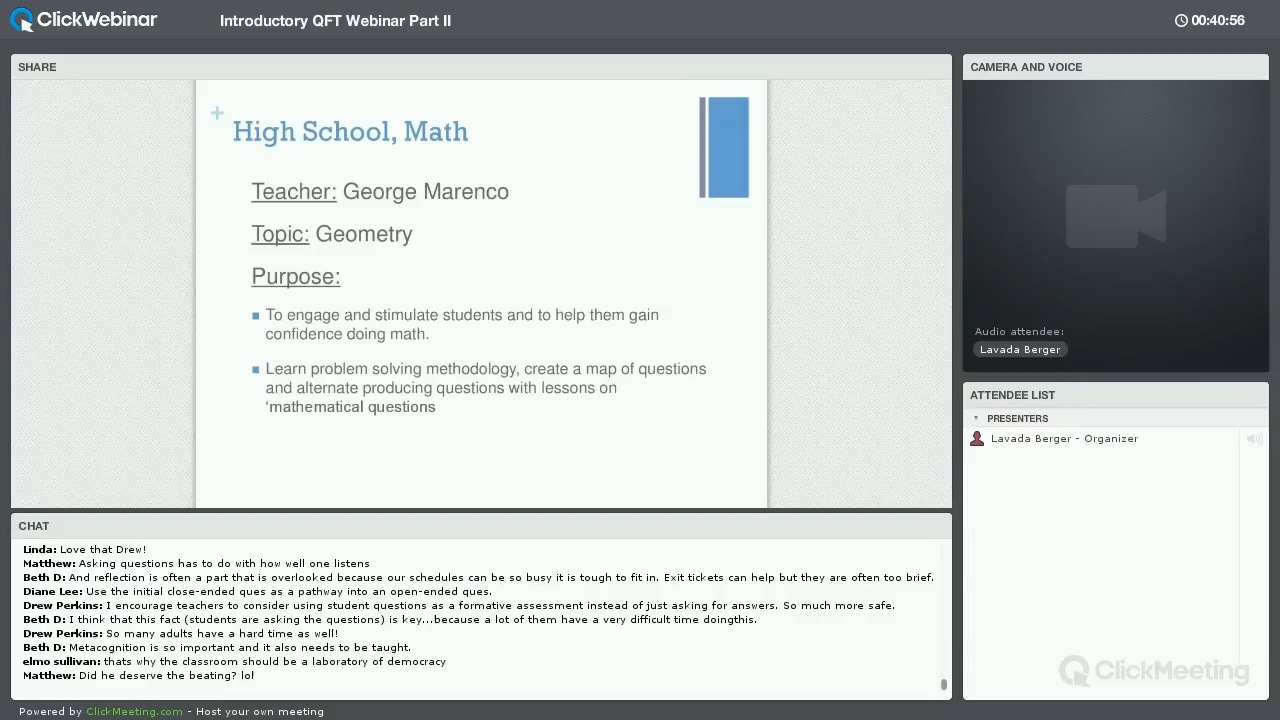 ClickWebinar
Introductory QFT Webinar Part II
00:40:56
SHARE
+
High School, Math
Teacher: George Marenco
Topic: Geometry
Purpose:
To engage and stimulate students and to help them gain
confidence doing math.
Learn problem solving methodology, create a map of questions
and alternate producing questions with lessons on
‘mathematical questions
CAMERA AND VOICE
Audio attendee:
Lavada Berger
ATTENDEE LIST
PRESENTERS
Lavada Berger - Organizer
ClickMeeting
CHAT
Linda: Love that Drew!
Matthew: Asking questions has to do with how well one listens
Beth D: And reflection is often a part that is overlooked because our schedules can be so busy it is tough to fit in. Exit tickets can help but they are often too brief.
Diane Lee: Use the initial close-ended ques as a pathway into an open-ended ques.
Drew Perkins: I encourage teachers to consider using student questions as a formative assessment instead of just asking for answers. So much more safe.
Beth D: I think that this fact (students are asking the questions) is key...because a lot of them have a very difficult time doingthis.
Drew Perkins: So many adults have a hard time as well!
Beth D: Metacognition is so important and it also needs to be taught.
elmo sullivan: thats why the classroom should be a laboratory of democracy
Matthew: Did he deserve the beating? lol
Powered by ClickMeeting.com - Host your own meeting